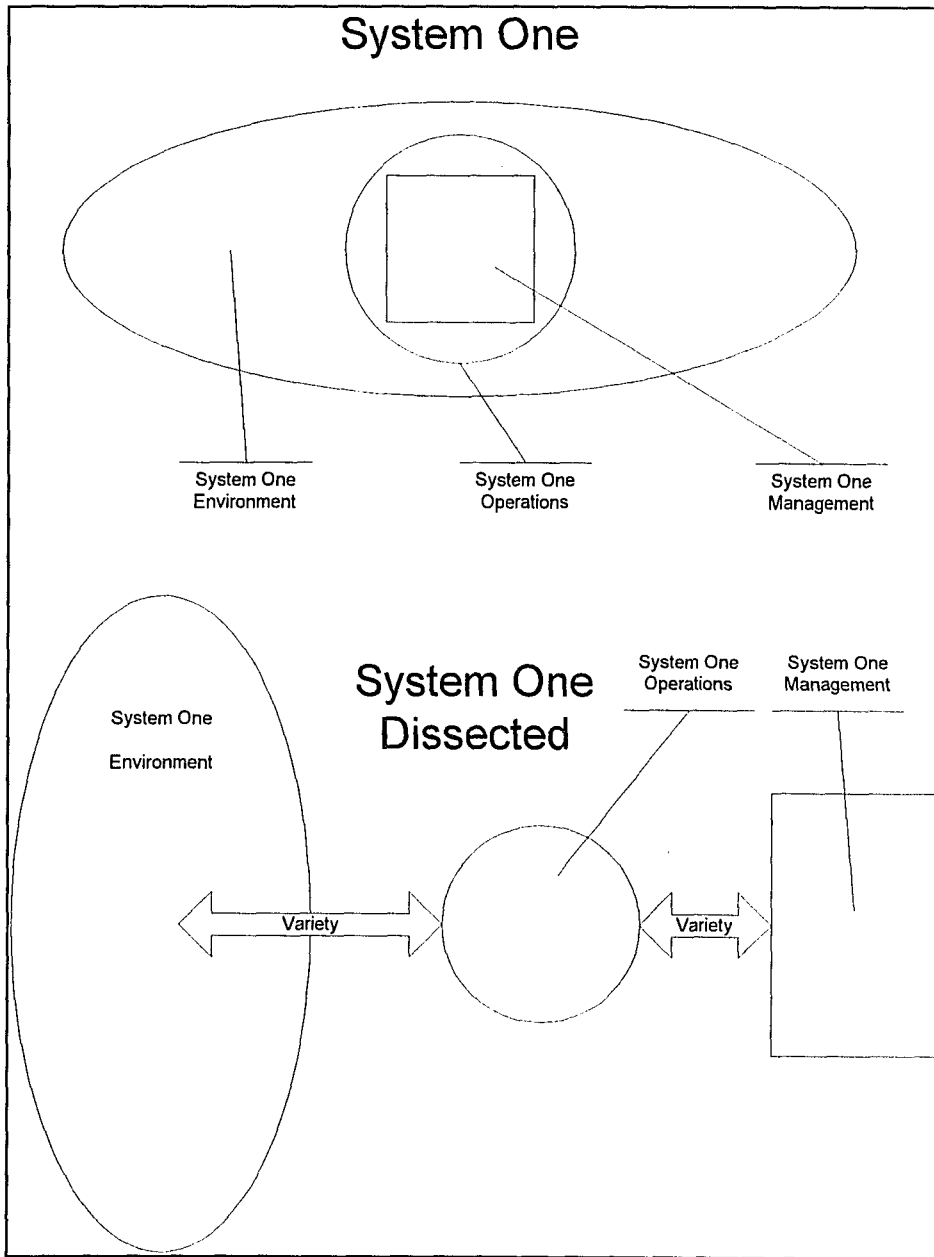 System One
System One
Environment
System One
Operations
System One
Management
System One
Dissected
System One
Operations
System One
Management
System One
Environment
Variety
Variety